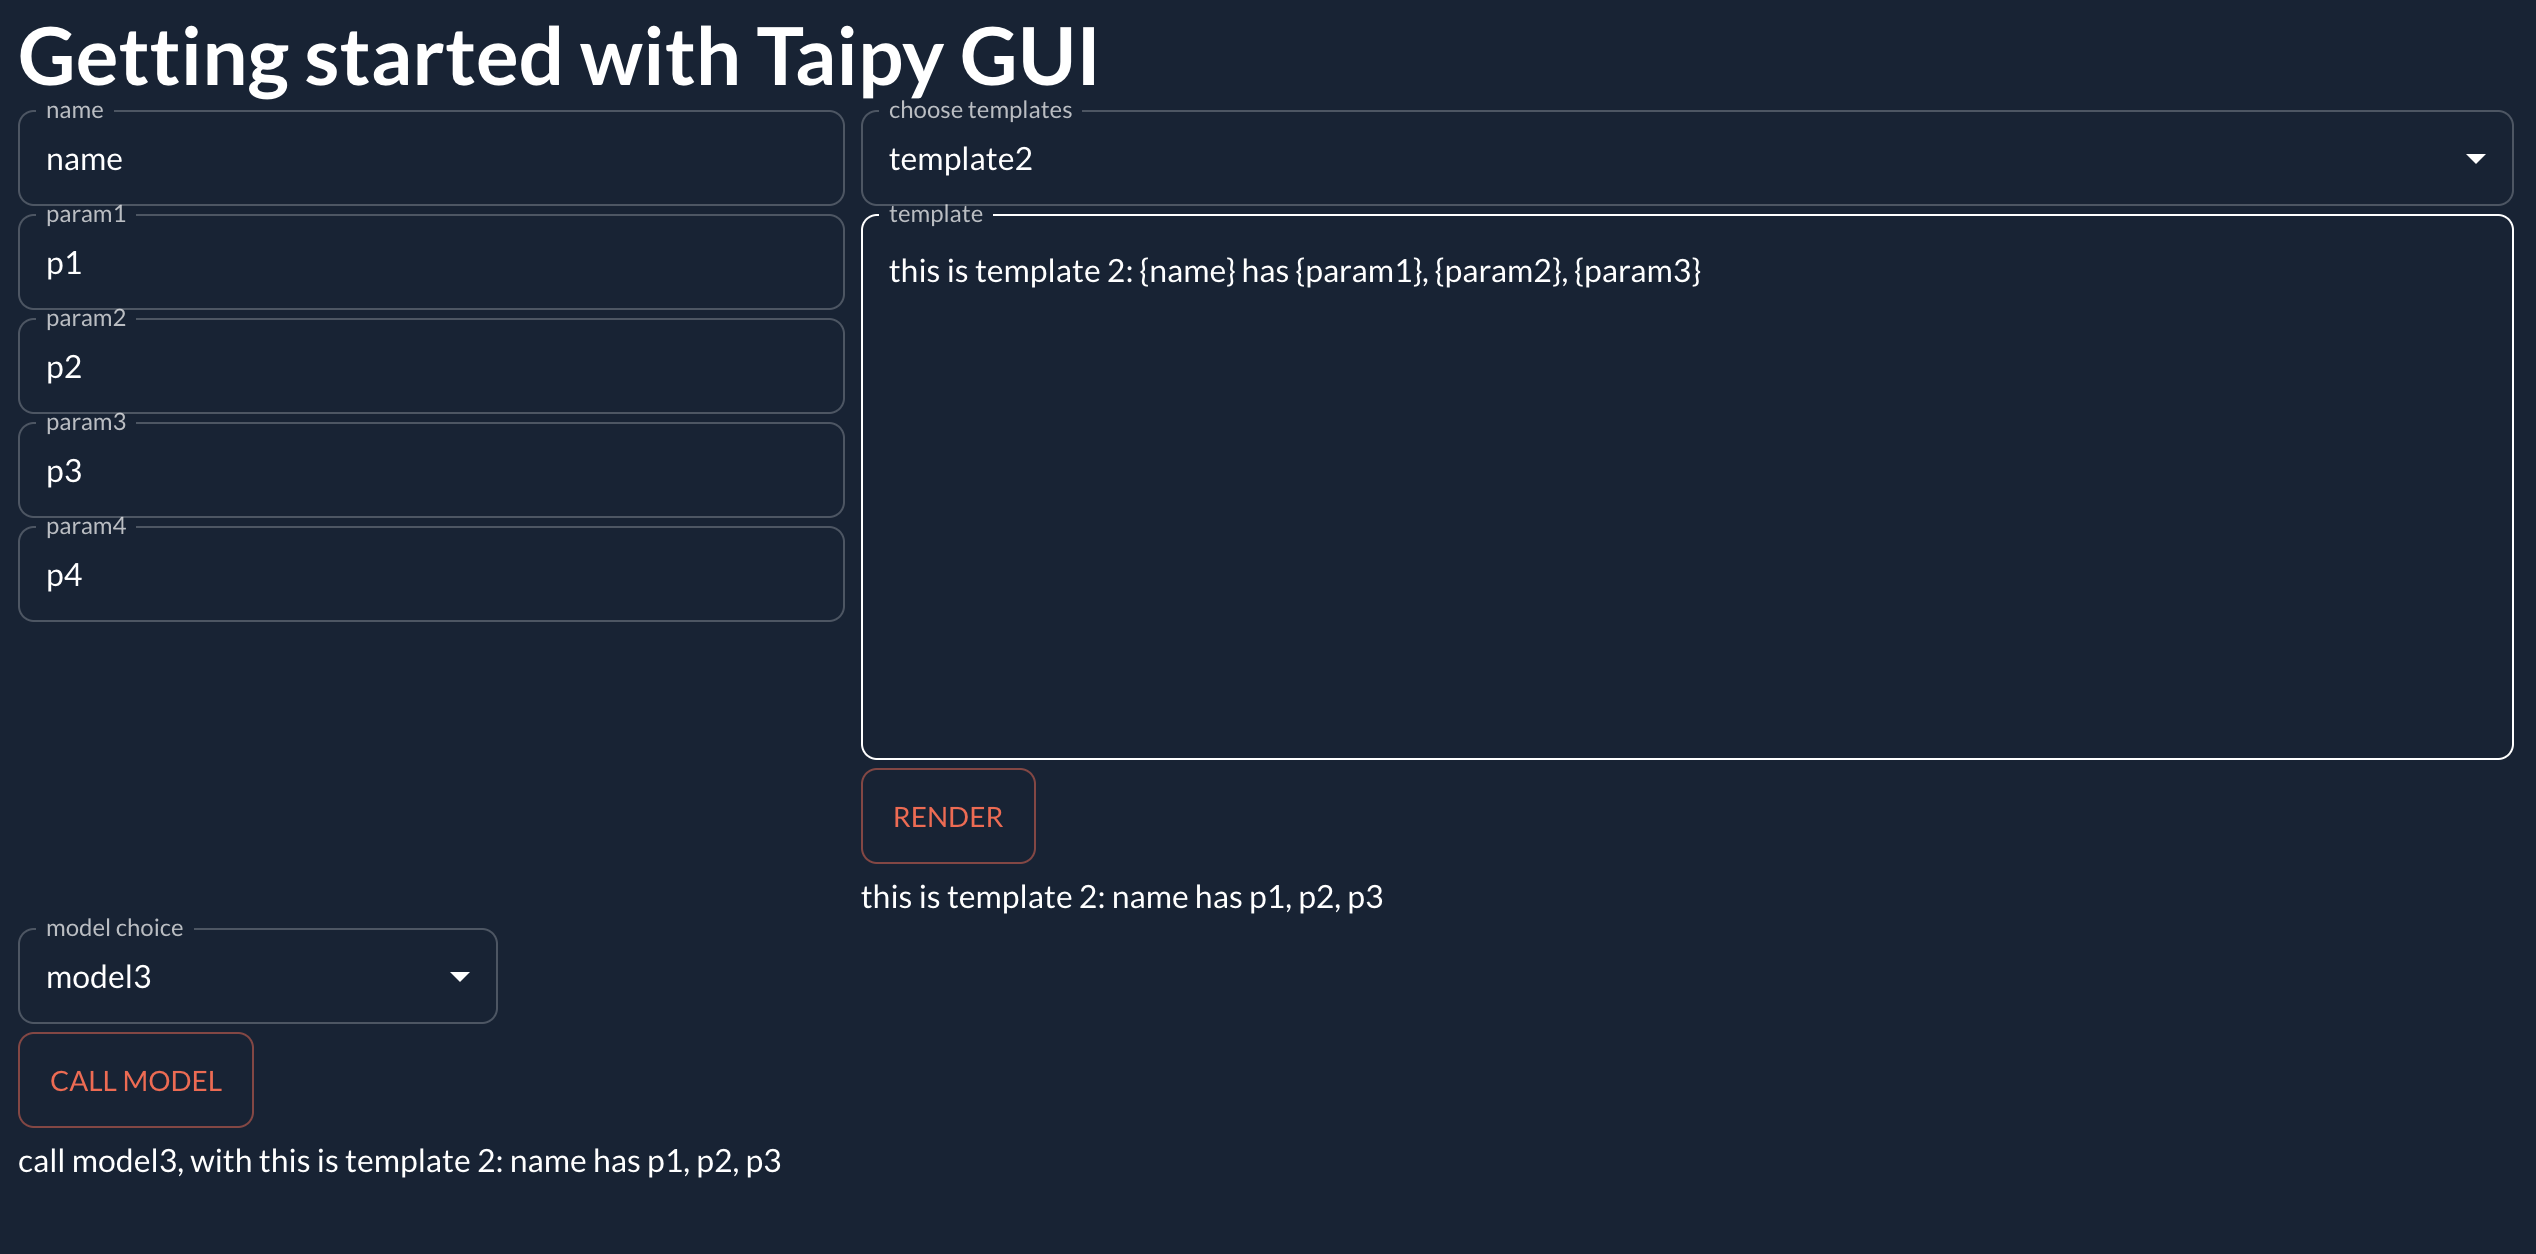 Getting started with Taipy GUI
name
name
param1
p1
param2
p2
param3
p3
param4
p4
choose templates
template2
template
this is template 2: {name} has {param1}, {param2}, {param3}
RENDER
this is template 2: name has p1, p2, p3
model choice
model3
CALL MODEL
call model3, with this is template 2: name has p1, p2, p3